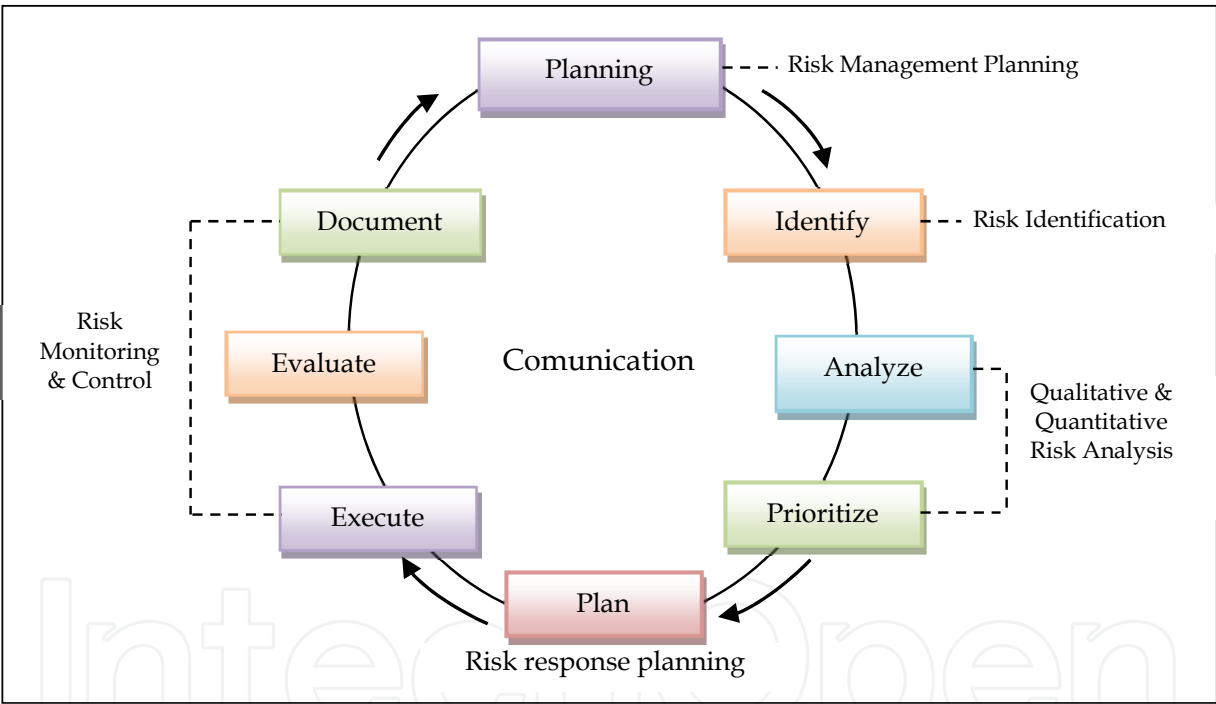 Planning
Risk Management Planning
Document
Identify
Risk Identification
Risk
Monitoring
& Control
Evaluate
Comunication
Analyze
Qualitative &
Quantitative
Risk Analysis
Execute
Prioritize
Plan
Risk response planning
IntechOpen